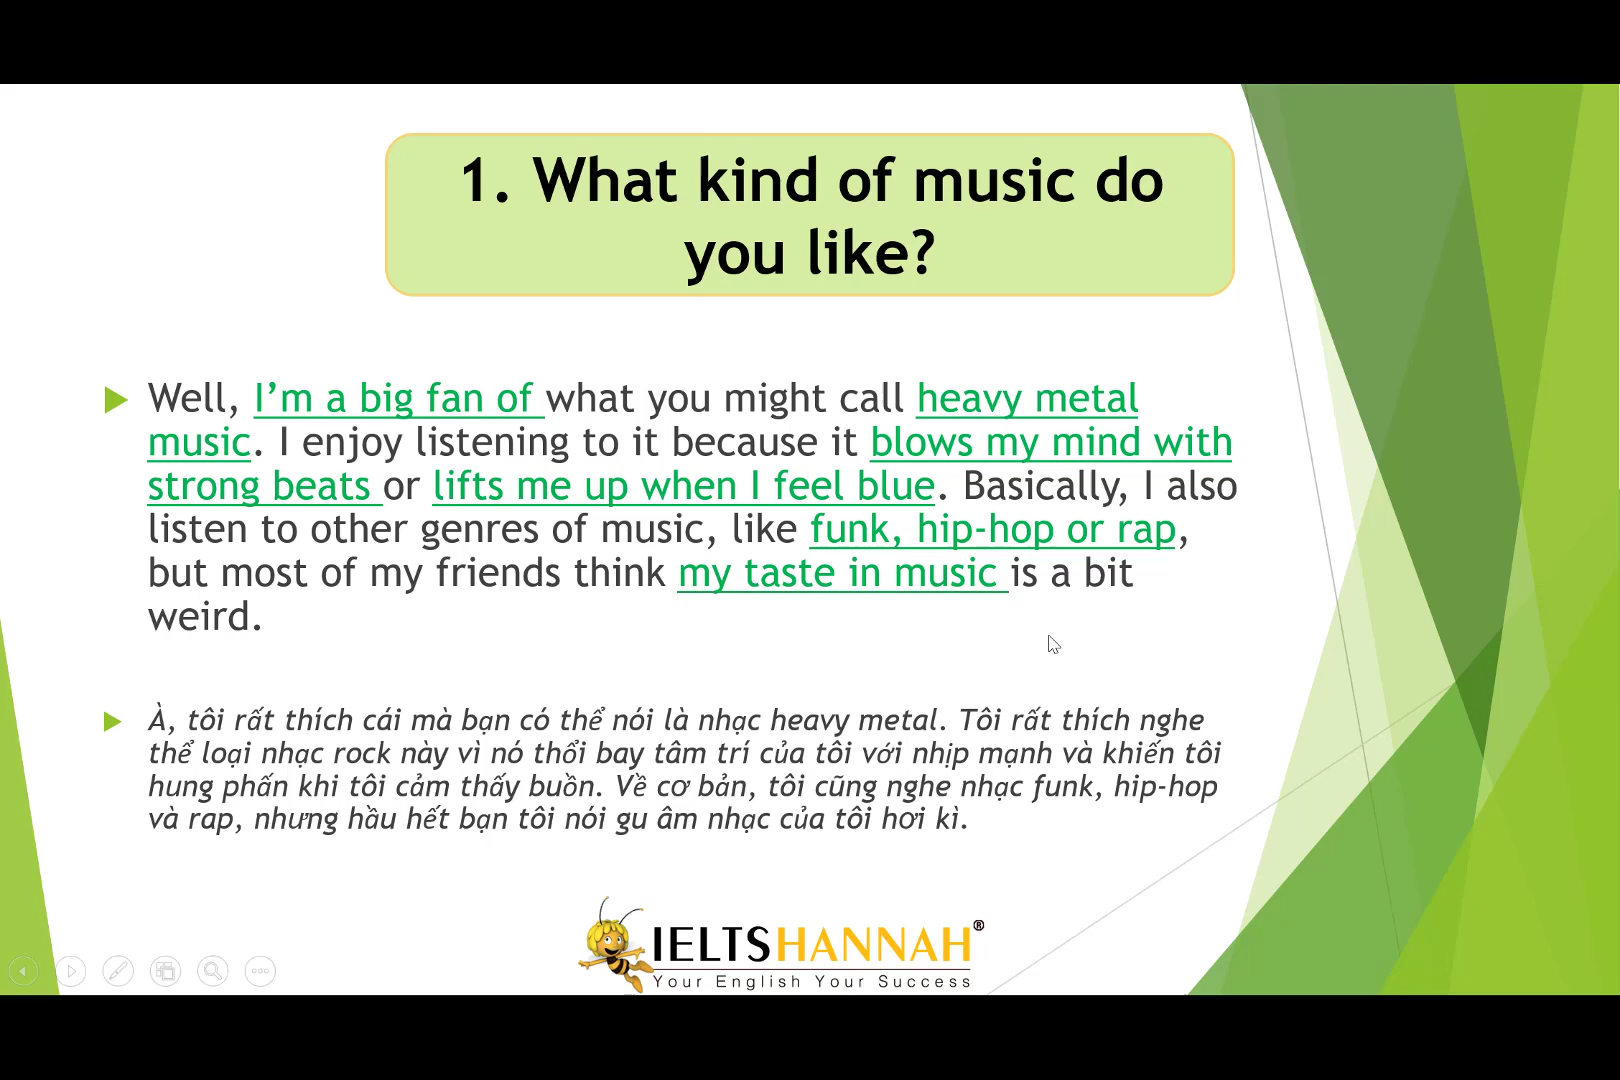 1. What kind of music do
you like?
Well, I’m a big fan of what you might call heavy metal
music. I enjoy listening to it because it blows my mind with
strong beats or lifts me up when I feel blue. Basically, I also
listen to other genres of music, like funk, hip-hop or rap,
but most of my friends think my taste in music is a bit
weird.
À, tôi rất thích cái mà bạn có thể nói là nhạc heavy metal. Tôi rất thích nghe
thể loại nhạc rock này vì nó thổi bay tâm trí của tôi với nhịp mạnh và khiến tôi
hung phấn khi tôi cảm thấy buồn. Về cơ bản, tôi cũng nghe nhạc funk, hip-hop
và rap, nhưng hầu hết bạn tôi nói gu âm nhạc của tôi hơi kì.
IELTSHANNAH®
Your English Your Success